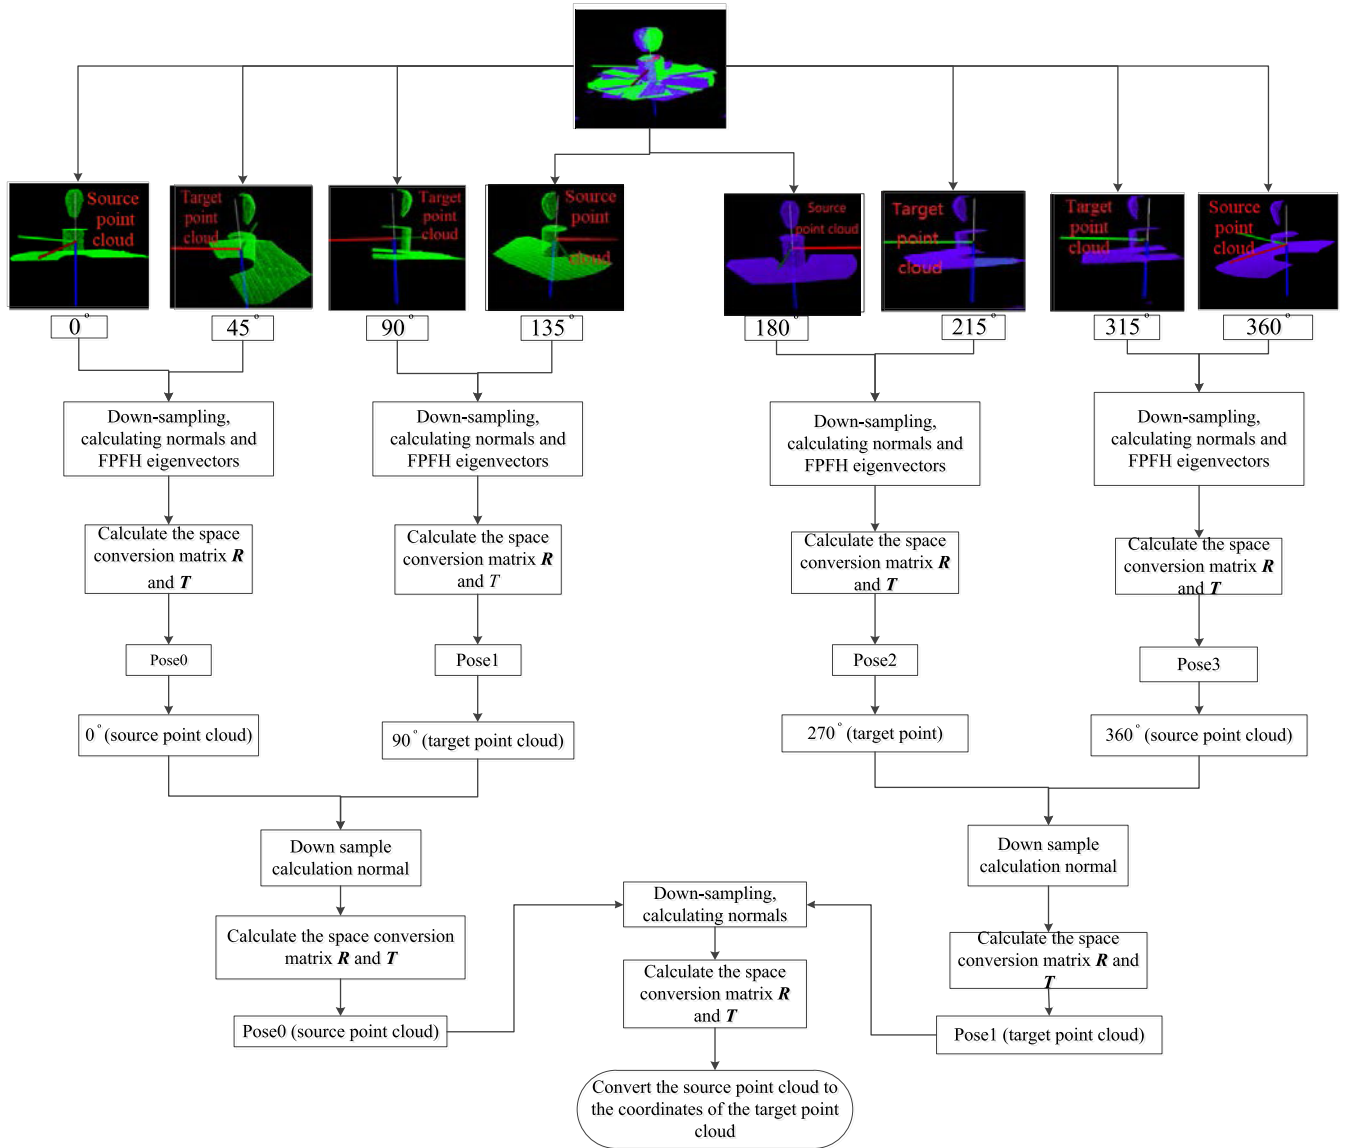 Source
point
cloud
Target
point
cloud
Target
point
cloud
Source
point
cloud
Source
point cloud
Target
point
cloud
Target
point
cloud
Source
point
cloud
0°
45°
90°
135°
180°
215°
315°
360°
Down-sampling,
calculating normals and
FPFH eigenvectors
Down-sampling,
calculating normals and
FPFH eigenvectors
Down-sampling,
calculating normals and
FPFH eigenvectors
Down-sampling,
calculating normals and
FPFH eigenvectors
Calculate the space
conversion matrix R
and T
Calculate the space
conversion matrix R
and T
Calculate the space
conversion matrix R
and T
Calculate the space
conversion matrix R
and T
Pose0
Pose1
Pose2
Pose3
0° (source point cloud)
90° (target point cloud)
270° (target point)
360° (source point cloud)
Down sample
calculation normal
Down sample
calculation normal
Calculate the space conversion
matrix R and T
Down-sampling,
calculating normals
Calculate the space
conversion matrix R and
T
Calculate the space
conversion matrix R
and T
Pose0 (source point cloud)
Pose1 (target point cloud)
Convert the source point cloud to
the coordinates of the target point
cloud